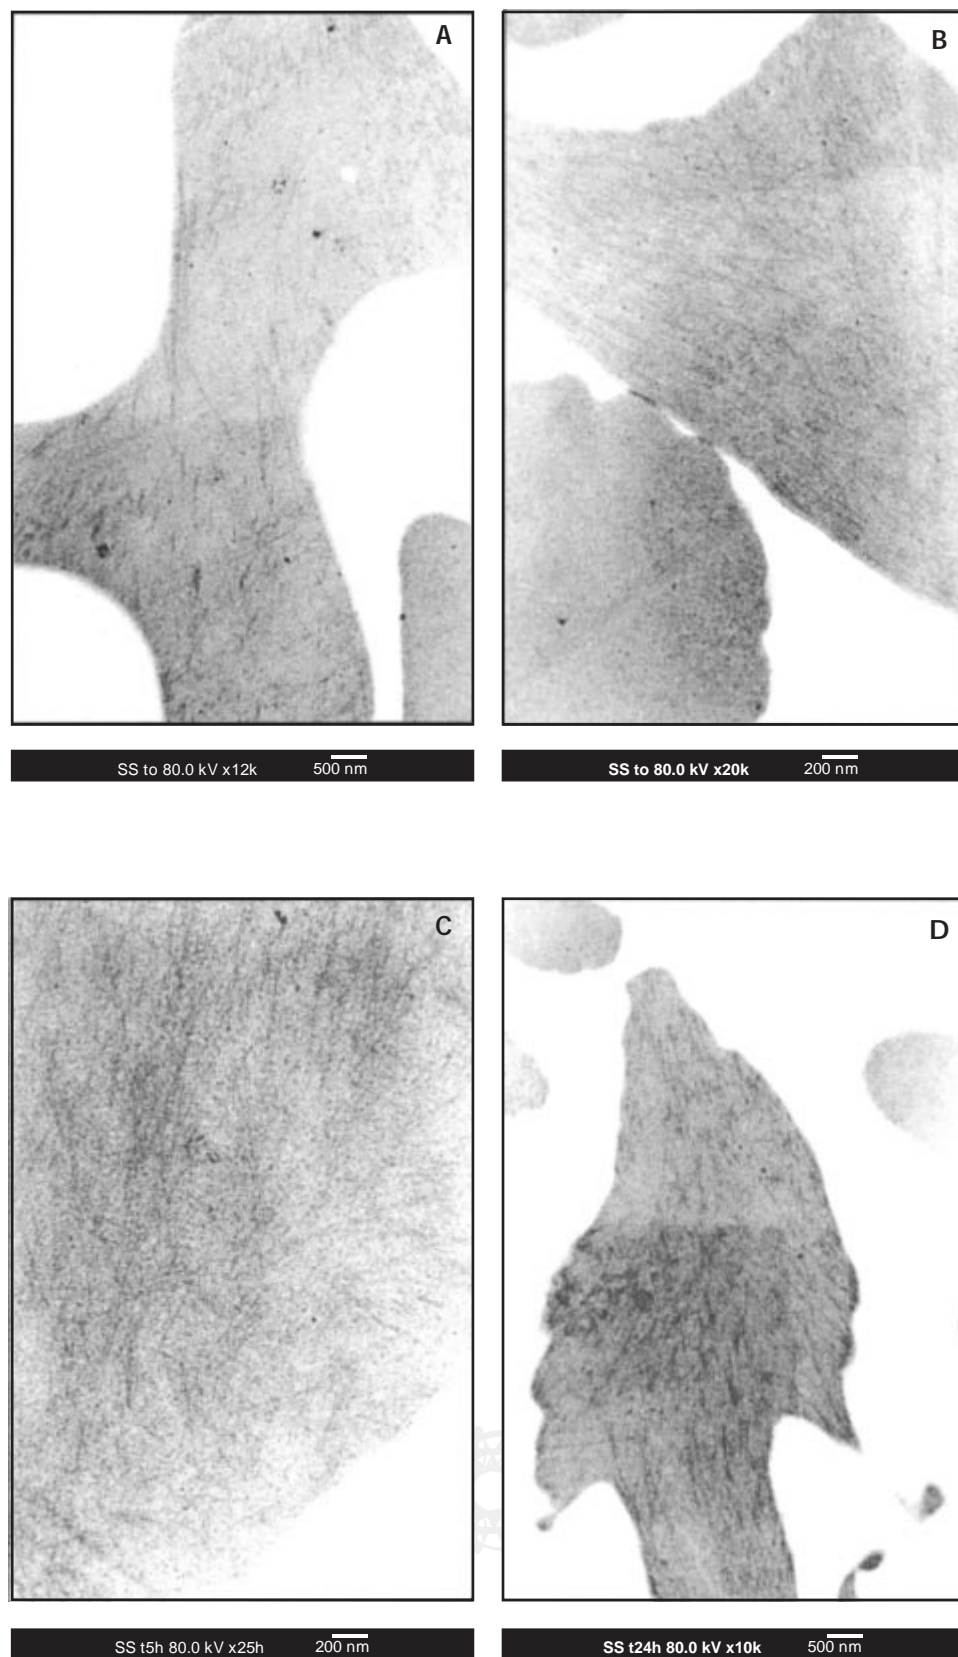 A
B
SS to 80.0 kV x12k 500 nm
SS to 80.0 kV x20k 200 nm
C
D
SS t5h 80.0 kV x25h 200 nm
SS t24h 80.0 kV x10k 500 nm